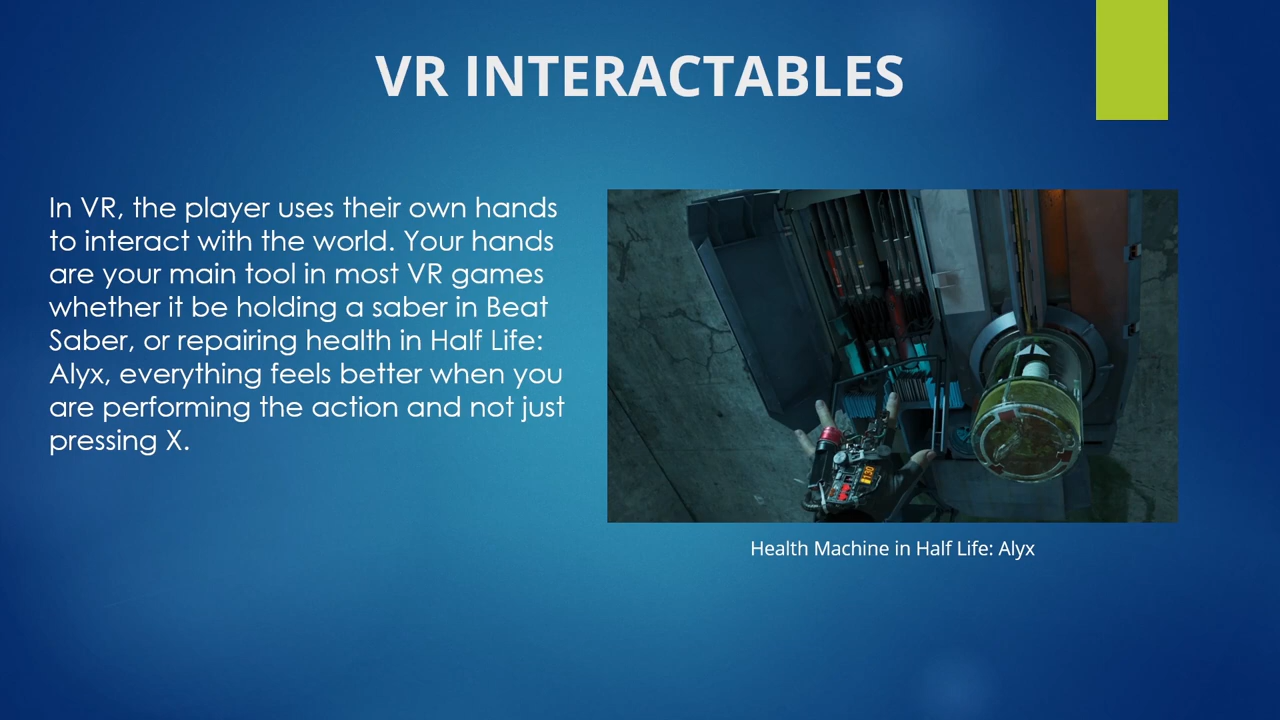 VR INTERACTABLES
In VR, the player uses their own hands
to interact with the world. Your hands
are your main tool in most VR games
whether it be holding a saber in Beat
Saber, or repairing health in Half Life:
Alyx, everything feels better when you
are performing the action and not just
pressing X.
Health Machine in Half Life: Alyx